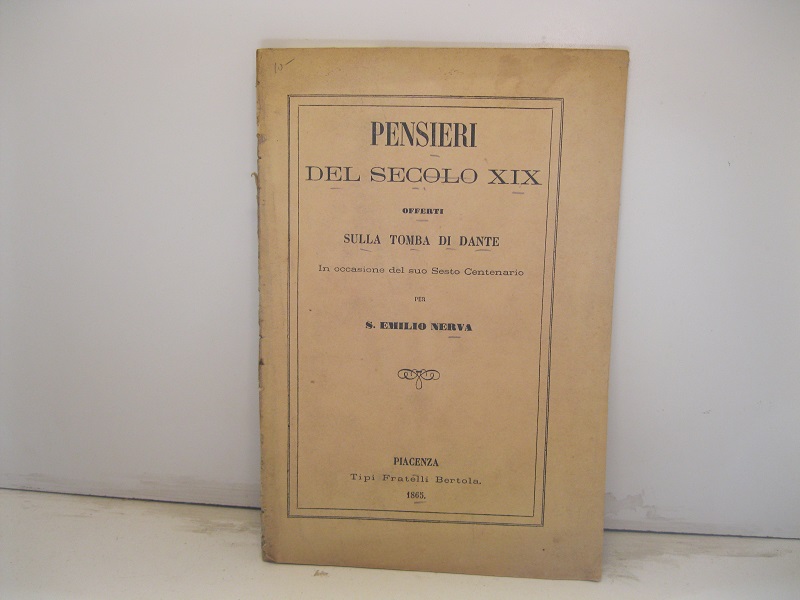 10-
PENSIERI
DEL SECOLO XIX
OFFERTI
SULLA TOMBA DI DANTE
In occasione del suo Sesto Centenario
PER
S. EMILIO NERVA
PIACENZA
Tipi Fratelli Bertola.
1865.